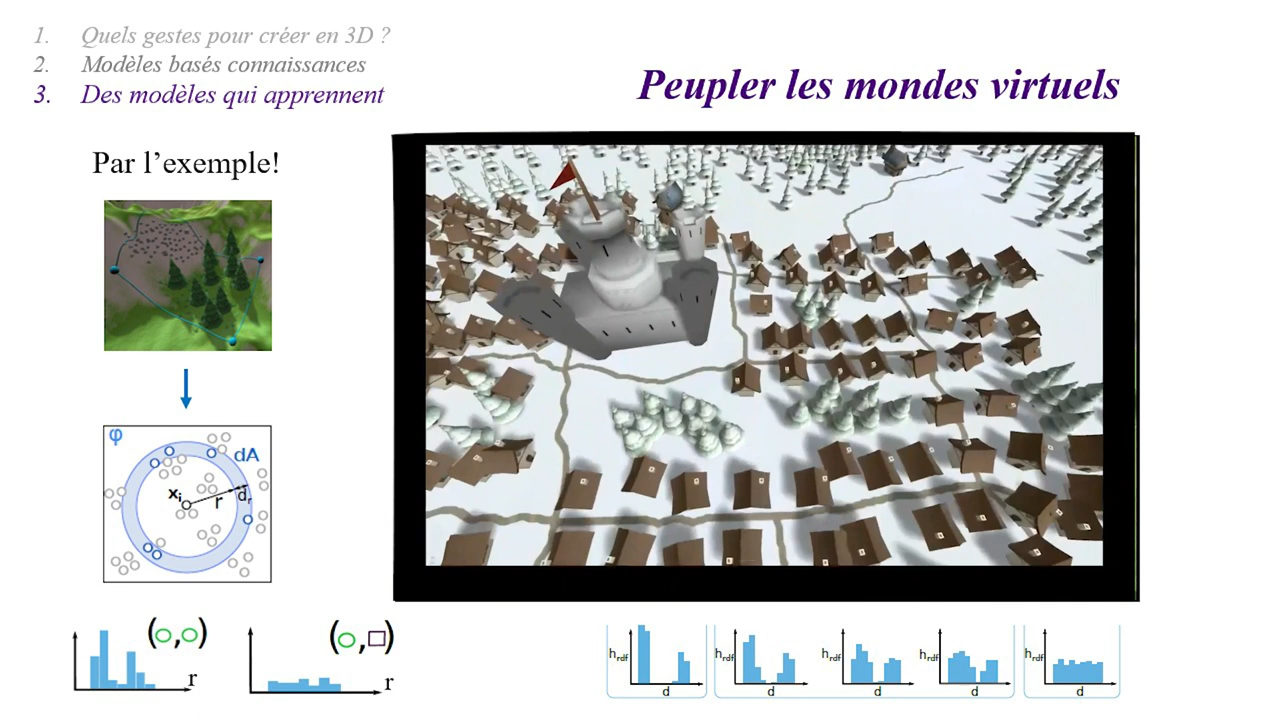 1. Quels gestes pour créer en 3D ?
2. Modèles basés connaissances
3. Des modèles qui apprennent
Peupler les mondes virtuels
Par l’exemple!
φ
dA
xi
r
dr
(○,○)
r
(○,□)
r
hrdf
d
hrdf
d
hrdf
d
hrdf
d
hrdf
d